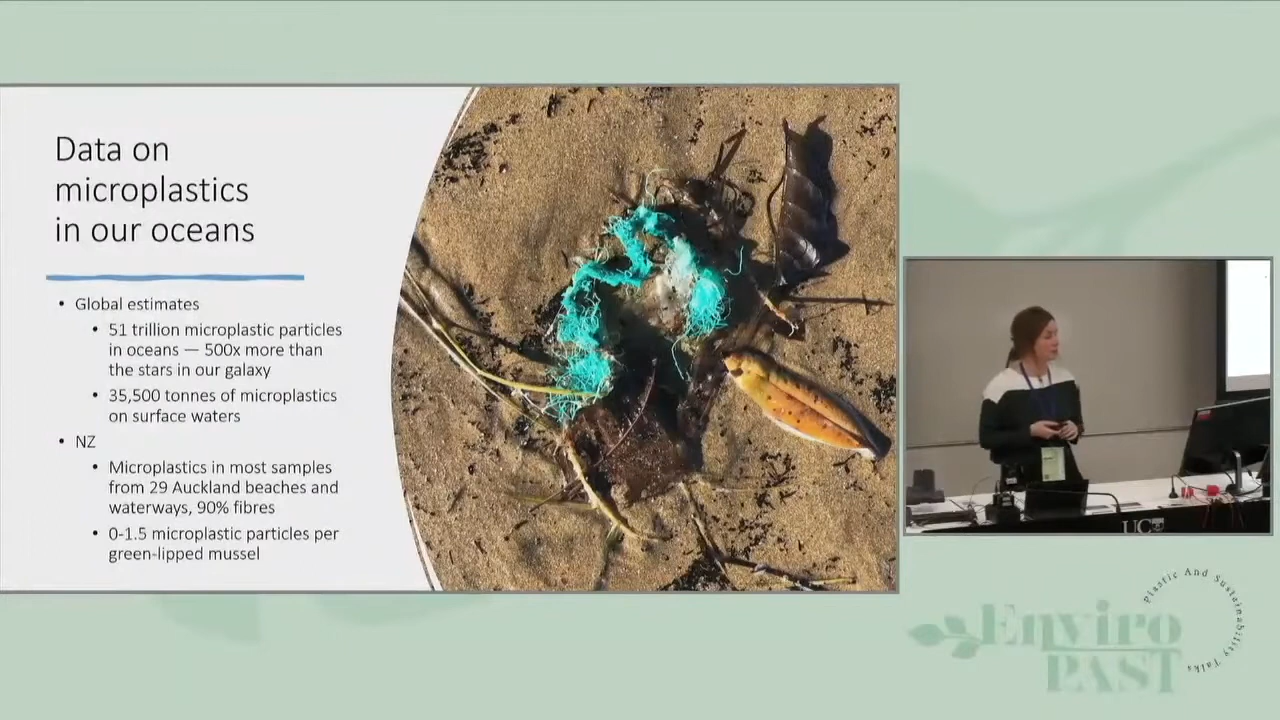 Data on
microplastics
in our oceans
• Global estimates
• 51 trillion microplastic particles
in oceans — 500x more than
the stars in our galaxy
• 35,500 tonnes of microplastics
on surface waters
• NZ
• Microplastics in most samples
from 29 Auckland beaches and
waterways, 90% fibres
• 0-1.5 microplastic particles per
green-lipped mussel
UC
Plastic And Sustainability Talks
Enviro
PAST